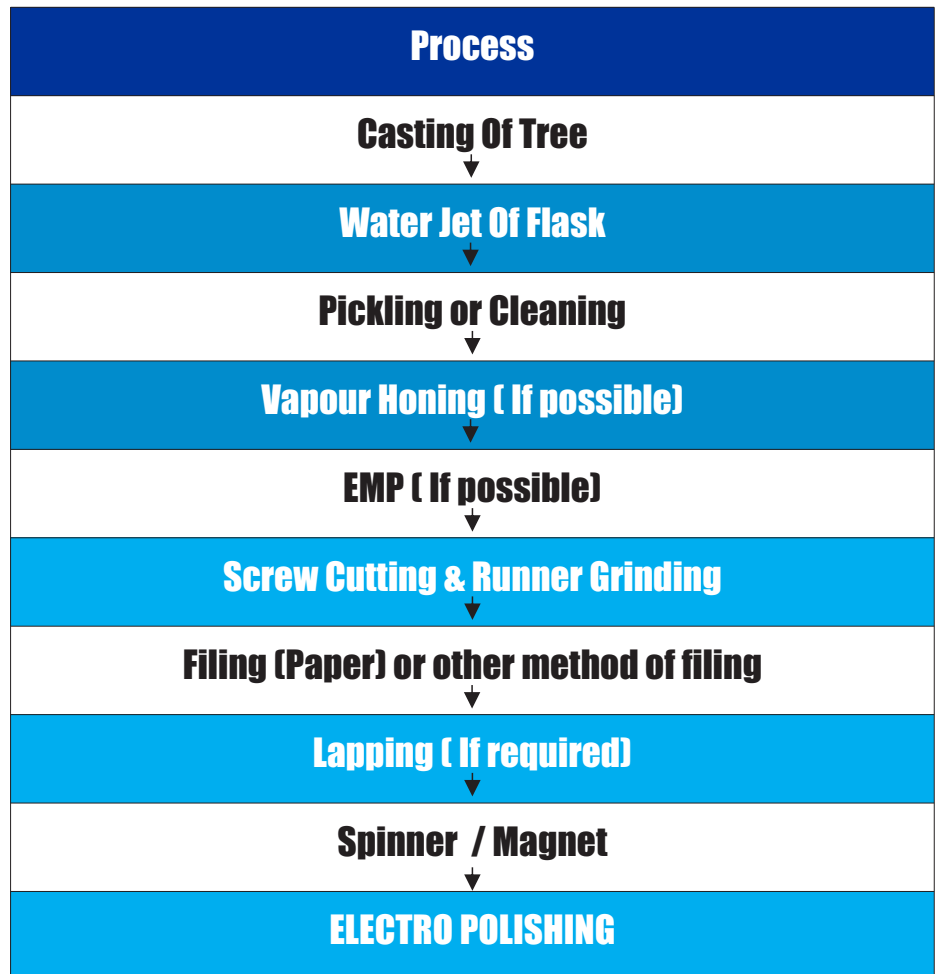 Process
Casting Of Tree
Water Jet Of Flask
Pickling or Cleaning
Vapour Honing ( If possible)
EMP ( If possible)
Screw Cutting & Runner Grinding
Filing (Paper) or other method of filing
Lapping ( If required)
Spinner / Magnet
ELECTRO POLISHING